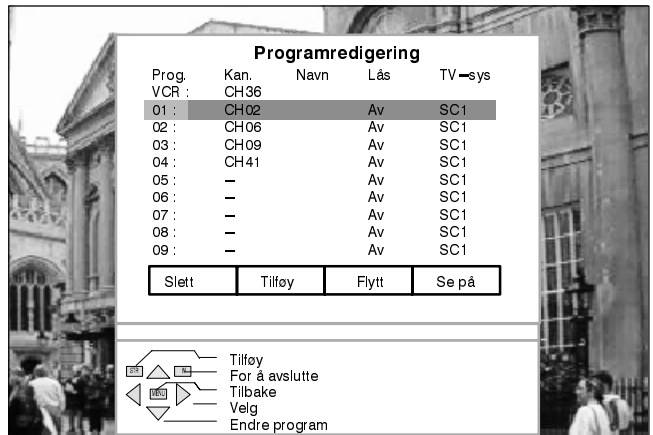 Programredigering
Prog. Kan. Navn Lås TV-sys
VCR : CH36
01 : CH02 Av SC1
02 : CH06 Av SC1
03 : CH09 Av SC1
04 : CH41 Av SC1
05 : – Av SC1
06 : – Av SC1
07 : – Av SC1
08 : – Av SC1
09 : – Av SC1
Slett Tilføy Flytt Se på
Tilføy
STR
For å avslutte
MENU Tilbake
Velg
Endre program